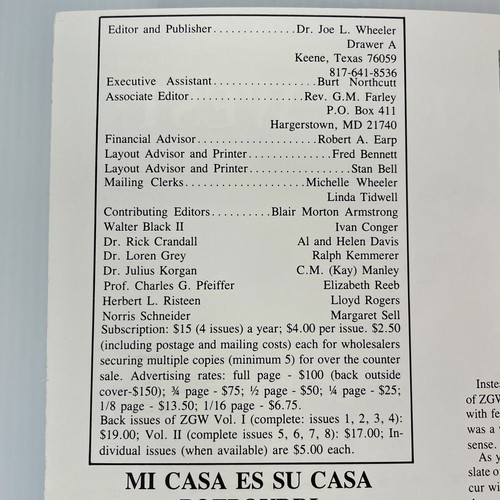 Editor and Publisher..............Dr. Joe L. Wheeler
Drawer A
Keene, Texas 76059
817-641-8536
Executive Assistant.................Burt Northcutt
Associate Editor...................Rev. G.M. Farley
P.O. Box 411
Hargerstown, MD 21740
Financial Advisor....................Robert A. Earp
Layout Advisor and Printer..............Fred Bennett
Layout Advisor and Printer.................Stan Bell
Mailing Clerks....................Michelle Wheeler
Linda Tidwell
Contributing Editors..........Blair Morton Armstrong
Walter Black II Ivan Conger
Dr. Rick Crandall Al and Helen Davis
Dr. Loren Grey Ralph Kemmerer
Dr. Julius Korgan C.M. (Kay) Manley
Prof. Charles G. Pfeiffer Elizabeth Reeb
Herbert L. Risteen Lloyd Rogers
Norris Schneider Margaret Sell
Subscription: $15 (4 issues) a year; $4.00 per issue. $2.50
(including postage and mailing costs) each for wholesalers
securing multiple copies (minimum 5) for over the counter
sale. Advertising rates: full page - $100 (back outside
cover-$150); ¾ page - $75; ½ page - $50; ¼ page - $25;
1/8 page - $13.50; 1/16 page - $6.75.
Back issues of ZGW Vol. I (complete: issues 1, 2, 3, 4):
$19.00; Vol. II (complete issues 5, 6, 7, 8): $17.00; In-
dividual issues (when available) are $5.00 each.
MI CASA ES SU CASA
of ZGW
with fe
was a
sense.
As y
slate o
cur wi